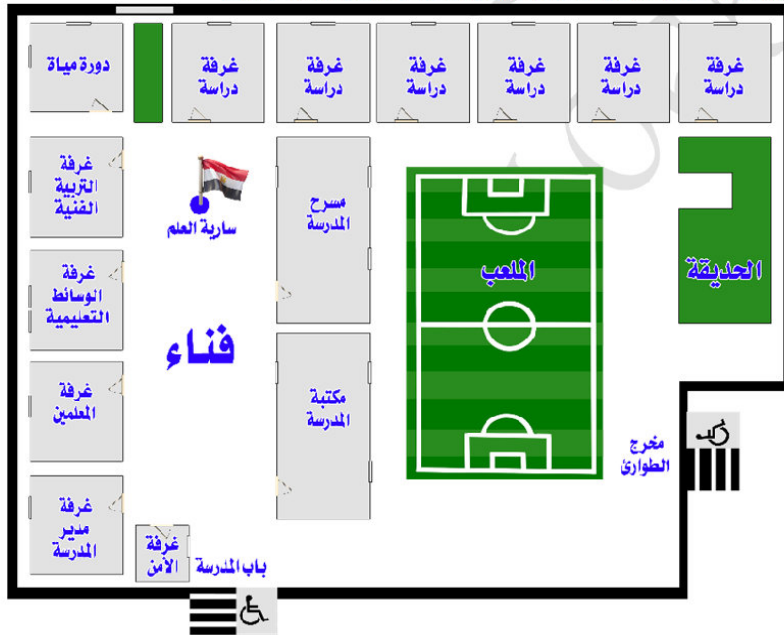 دورة مياة
غرفة
دراسة
غرفة
دراسة
غرفة
دراسة
غرفة
دراسة
غرفة
دراسة
غرفة
دراسة
غرفة
التربية
الفنية
سارية العلم
مسرح
المدرسة
الملعب
الحديقة
غرفة
الوسائط
التعليمية
فناء
غرفة
المعلمين
مكتبة
المدرسة
مخرج
الطوارئ
غرفة
مدير
المدرسة
غرفة
الأمن
باب المدرسة